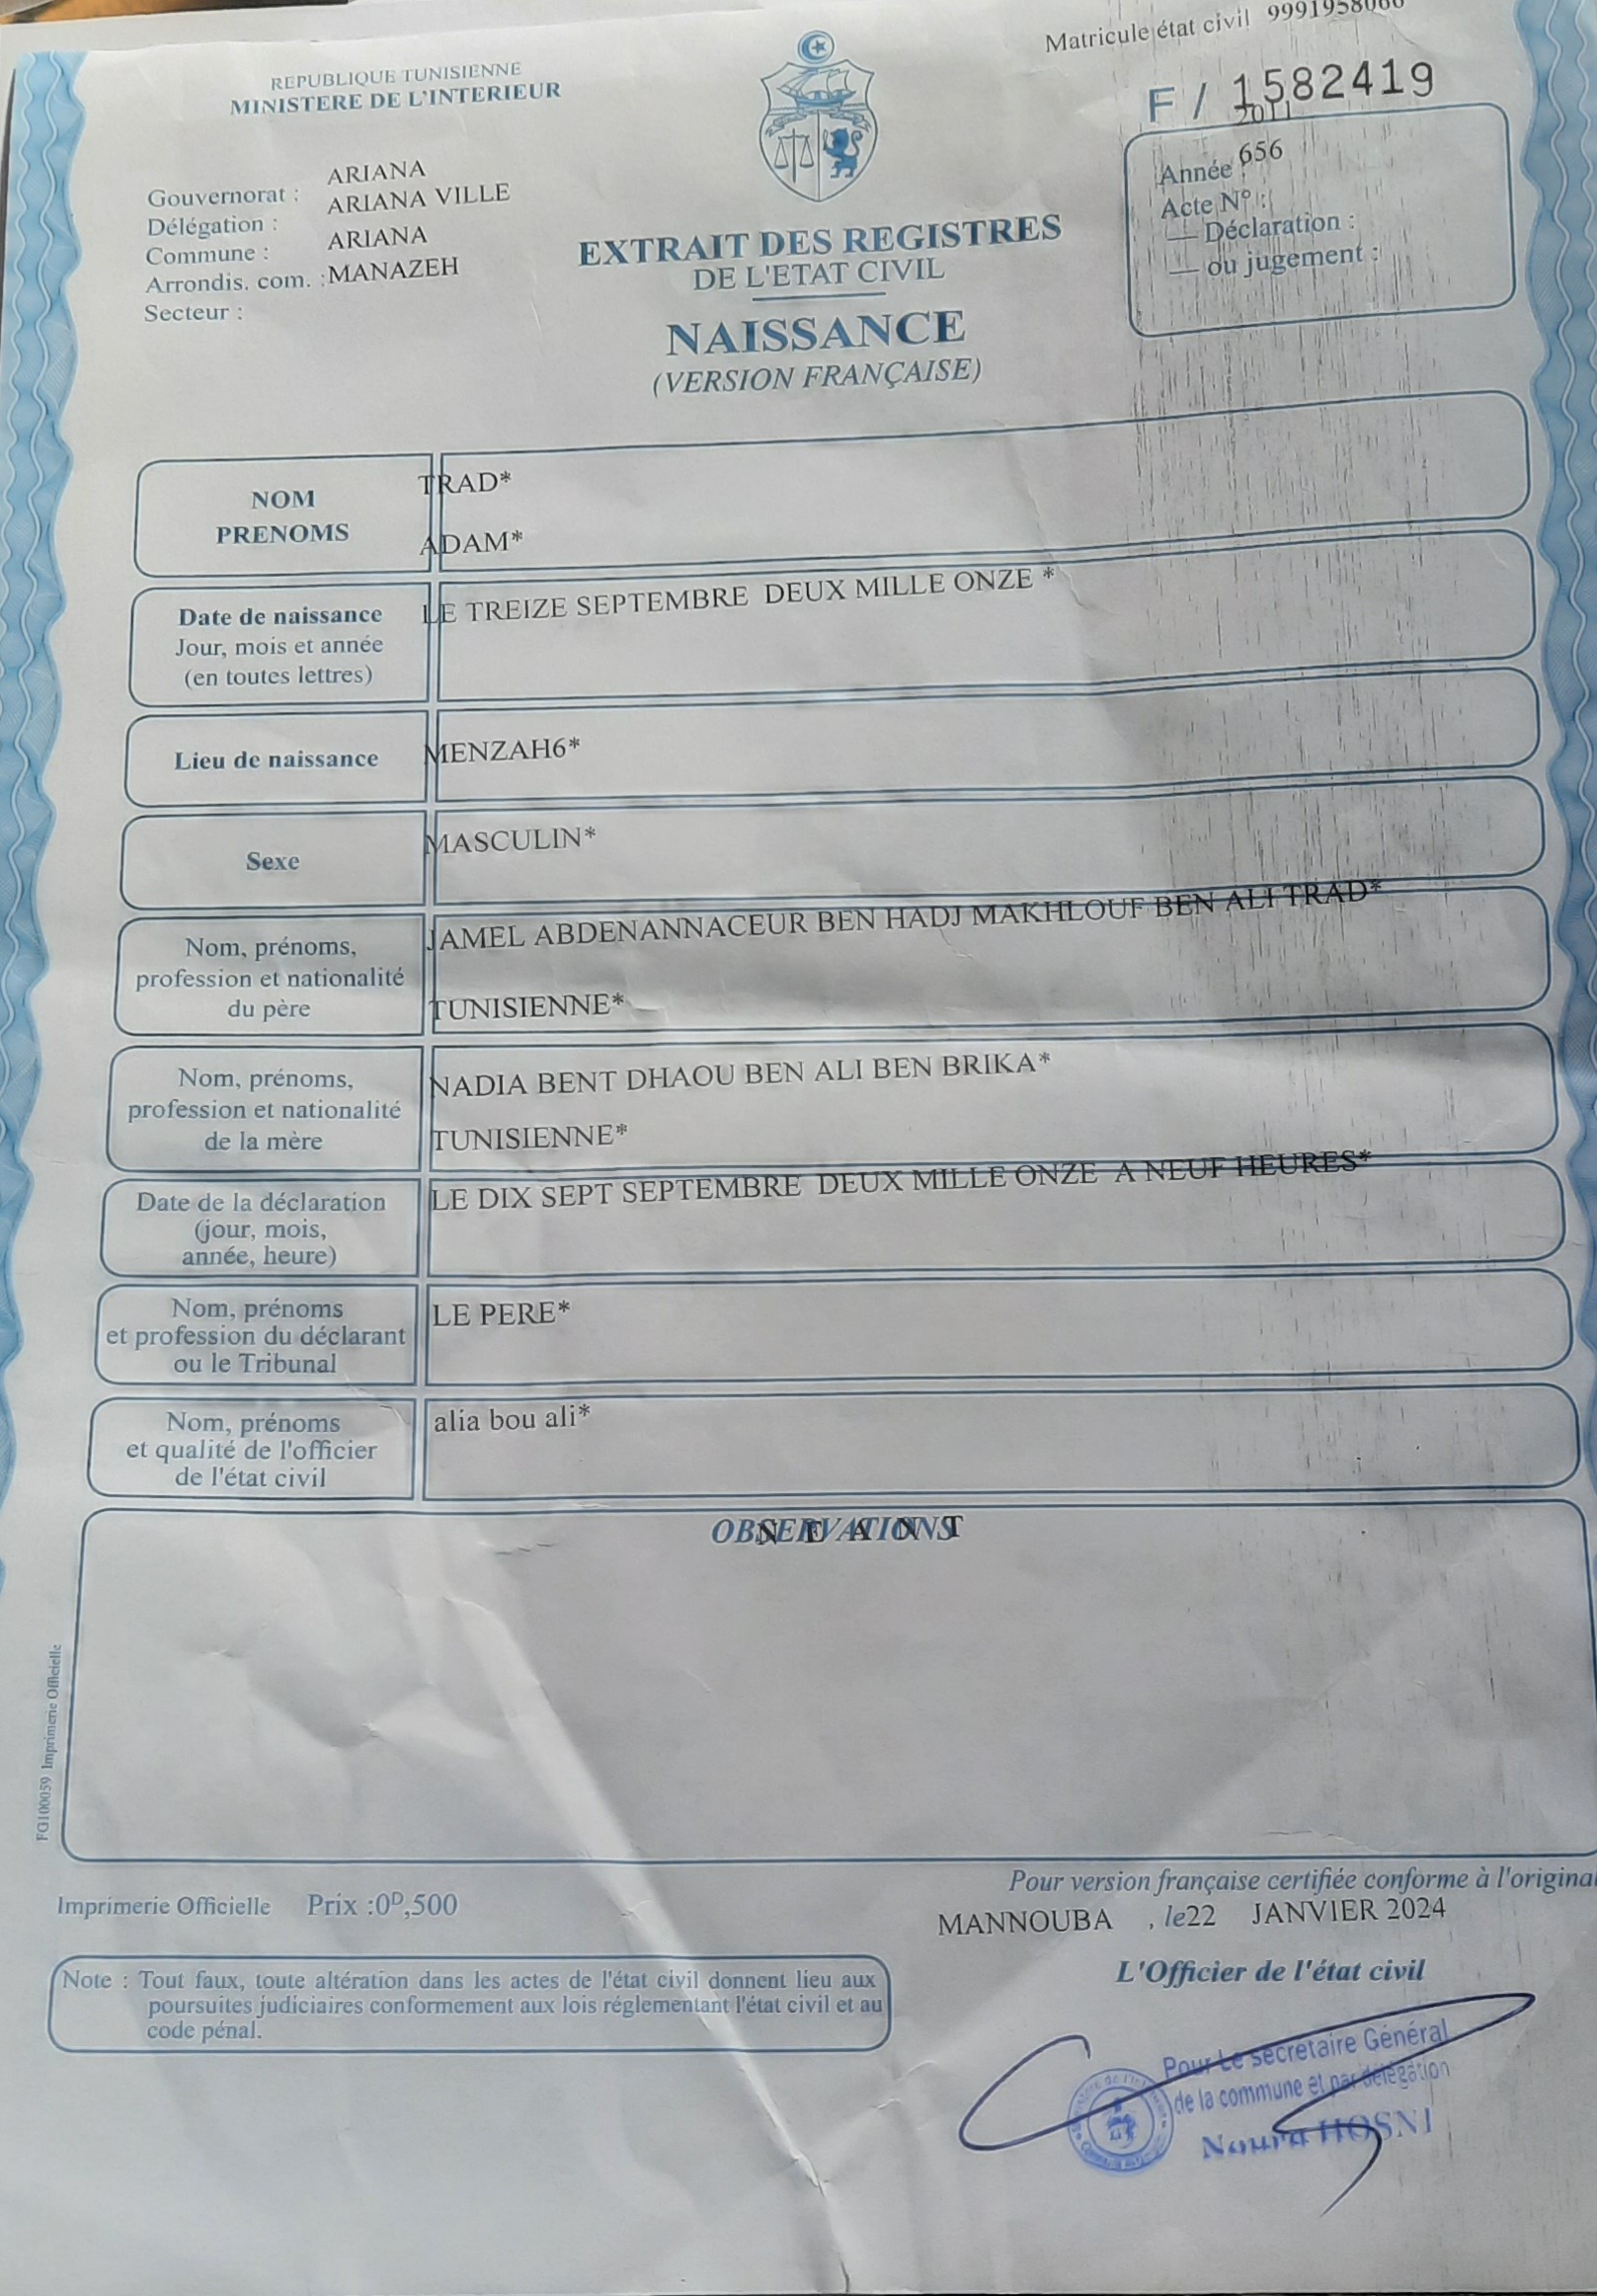 Matricule état civil 9991958066
REPUBLIQUE TUNISIENNE
MINISTERE DE L'INTERIEUR
F / 1582419
Gouvernorat : ARIANA
Délégation : ARIANA VILLE
Commune : ARIANA
Arrondis. com. : MANAZEH
Secteur :
2011
Année : 656
Acte N° :
— Déclaration :
— ou jugement :
EXTRAIT DES REGISTRES
DE L'ETAT CIVIL
NAISSANCE
(VERSION FRANÇAISE)
NOM TRAD*
PRENOMS ADAM*
Date de naissance LE TREIZE SEPTEMBRE DEUX MILLE ONZE *
Jour, mois et année
(en toutes lettres)
Lieu de naissance MENZAH6*
Sexe MASCULIN*
Nom, prénoms, JAMEL ABDENANNACEUR BEN HADJ MAKHLOUF BEN ALI TRAD*
profession et nationalité
du père TUNISIENNE*
Nom, prénoms, NADIA BENT DHAOU BEN ALI BEN BRIKA*
profession et nationalité
de la mère TUNISIENNE*
Date de la déclaration LE DIX SEPT SEPTEMBRE DEUX MILLE ONZE A NEUF HEURES*
(jour, mois,
année, heure)
Nom, prénoms LE PERE*
et profession du déclarant
ou le Tribunal
Nom, prénoms alia bou ali*
et qualité de l'officier
de l'état civil
OBSERVATIONS
N E A N T
FG100059 Imprimerie Officielle
Imprimerie Officielle Prix :0D,500
Pour version française certifiée conforme à l'original
MANNOUBA , le22 JANVIER 2024
L'Officier de l'état civil
Note : Tout faux, toute altération dans les actes de l'état civil donnent lieu aux
poursuites judiciaires conformement aux lois réglementant l'état civil et au
code pénal.
Pour Le Secretaire Général
de la commune et par délégation
Noura HOSNI